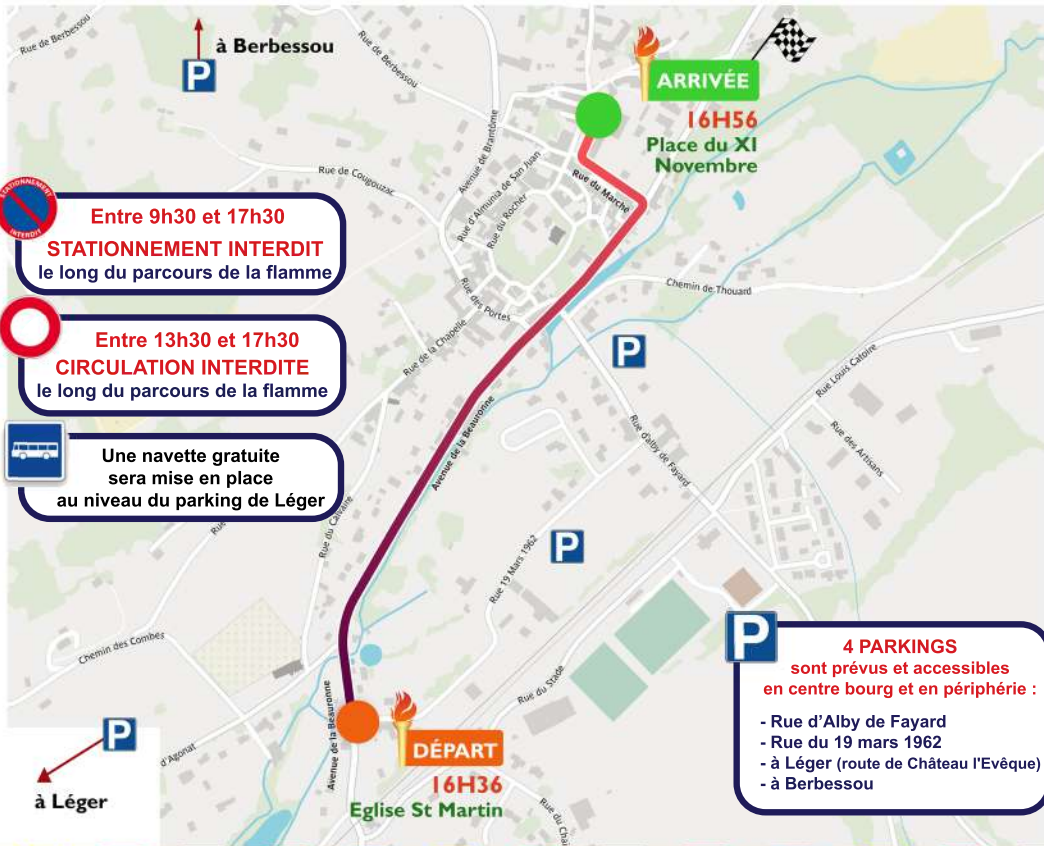 Rue de Berbessou
à Berbessou
P
Rue de Berbessou
ARRIVÉE
16H56
Place du XI
Novembre
Avenue de Brantôme
Rue de Cougouzac
Rue d'Almunia de San Juan
Rue du Rocher
Rue du Marché
STATIONNEMENT
INTERDIT
Entre 9h30 et 17h30
STATIONNEMENT INTERDIT
le long du parcours de la flamme
Chemin de Thouard
Rue des Portes
Rue de la Chapelle
P
Entre 13h30 et 17h30
CIRCULATION INTERDITE
le long du parcours de la flamme
Rue Louis Catoire
Avenue de la Beauronne
Rue d'alby de Fayard
Rue des Artisans
Une navette gratuite
sera mise en place
au niveau du parking de Léger
Rue du Calvaire
P
Rue 19 Mars 1962
Chemin des Combes
Rue du Stade
P
4 PARKINGS
sont prévus et accessibles
en centre bourg et en périphérie :
- Rue d'Alby de Fayard
- Rue du 19 mars 1962
- à Léger (route de Château l'Evêque)
- à Berbessou
Avenue de la Beauronne
P
d'Agonat
à Léger
DÉPART
16H36
Eglise St Martin